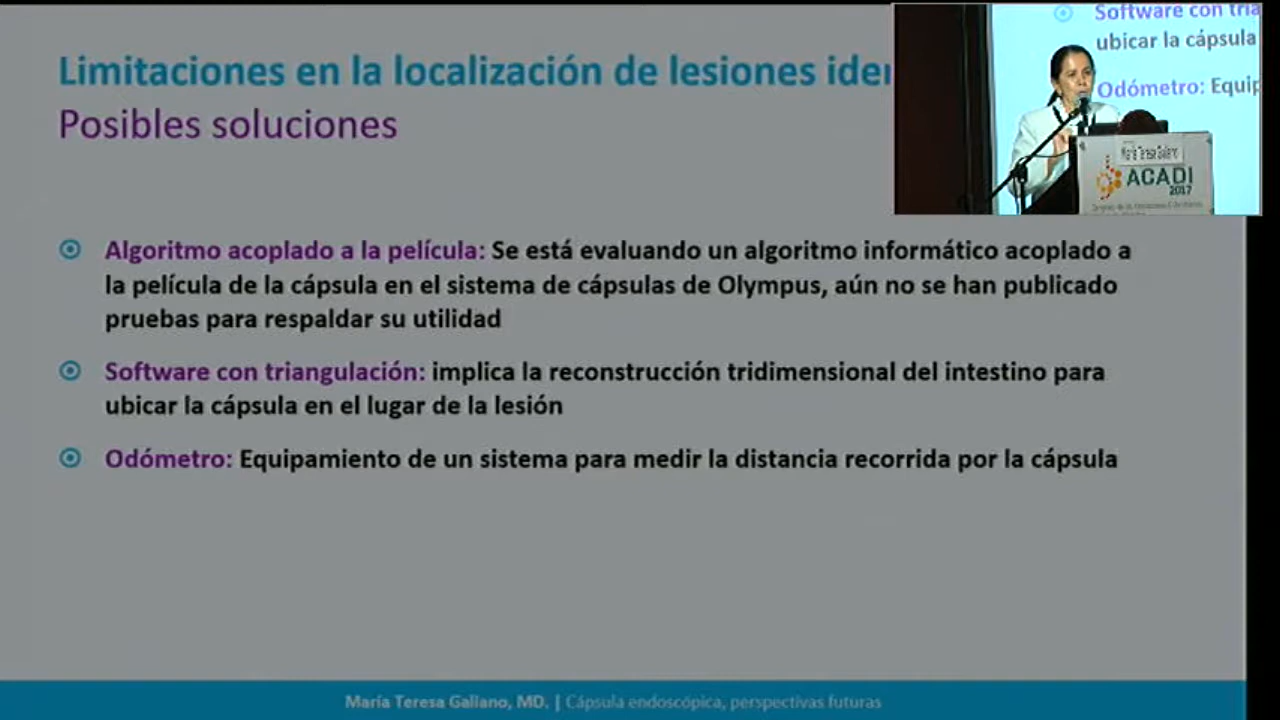 Limitaciones en la localización de lesiones iden
Posibles soluciones
Algoritmo acoplado a la película: Se está evaluando un algoritmo informático acoplado a
la película de la cápsula en el sistema de cápsulas de Olympus, aún no se han publicado
pruebas para respaldar su utilidad
Software con triangulación: implica la reconstrucción tridimensional del intestino para
ubicar la cápsula en el lugar de la lesión
Odómetro: Equipamiento de un sistema para medir la distancia recorrida por la cápsula
María Teresa Galiano, MD. | Cápsula endoscópica, perspectivas futuras
Software con tria
ubicar la cápsula
Odómetro: Equip
María Teresa Galiano
ACADI
2017